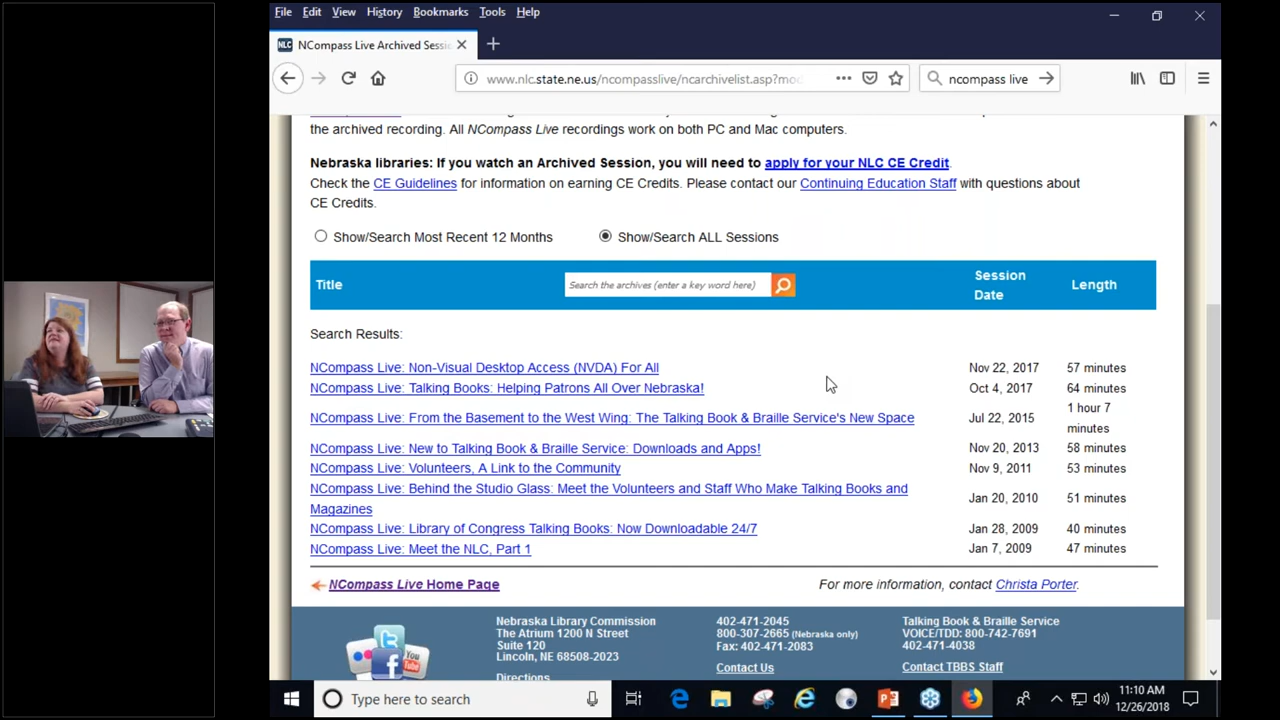 File Edit View History Bookmarks Tools Help
NLC NCompass Live Archived Sessi
www.nlc.state.ne.us/ncompasslive/ncarchivelist.asp?mod
ncompass live
the archived recording. All NCompass Live recordings work on both PC and Mac computers.
Nebraska libraries: If you watch an Archived Session, you will need to apply for your NLC CE Credit.
Check the CE Guidelines for information on earning CE Credits. Please contact our Continuing Education Staff with questions about
CE Credits.
Show/Search Most Recent 12 Months Show/Search ALL Sessions
Title Search the archives (enter a key word here) Session Date Length
Search Results:
NCompass Live: Non-Visual Desktop Access (NVDA) For All Nov 22, 2017 57 minutes
NCompass Live: Talking Books: Helping Patrons All Over Nebraska! Oct 4, 2017 64 minutes
NCompass Live: From the Basement to the West Wing: The Talking Book & Braille Service's New Space Jul 22, 2015 1 hour 7 minutes
NCompass Live: New to Talking Book & Braille Service: Downloads and Apps! Nov 20, 2013 58 minutes
NCompass Live: Volunteers, A Link to the Community Nov 9, 2011 53 minutes
NCompass Live: Behind the Studio Glass: Meet the Volunteers and Staff Who Make Talking Books and
Magazines Jan 20, 2010 51 minutes
NCompass Live: Library of Congress Talking Books: Now Downloadable 24/7 Jan 28, 2009 40 minutes
NCompass Live: Meet the NLC, Part 1 Jan 7, 2009 47 minutes
NCompass Live Home Page For more information, contact Christa Porter.
Nebraska Library Commission 402-471-2045 Talking Book & Braille Service
The Atrium 1200 N Street 800-307-2665 (Nebraska only) VOICE/TDD: 800-742-7691
Suite 120 Fax: 402-471-2083 402-471-4038
Lincoln, NE 68508-2023 Contact Us Contact TBBS Staff
Directions
You Tube
Type here to search
11:10 AM
12/26/2018